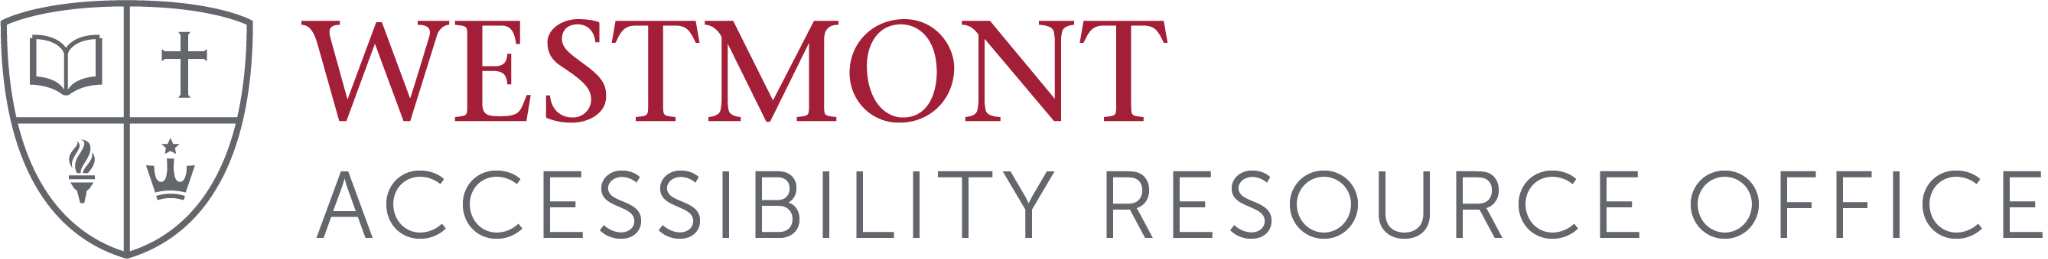 WESTMONT
ACCESSIBILITY RESOURCE OFFICE